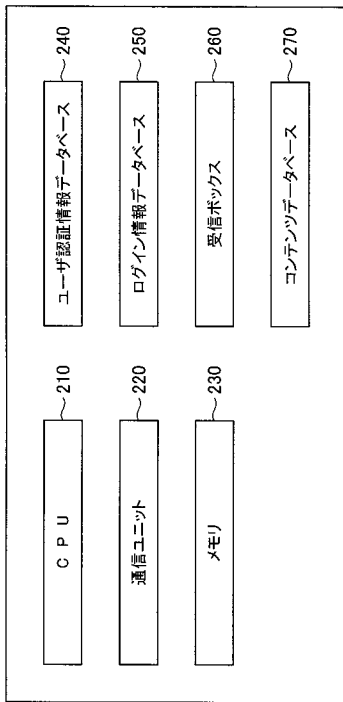 CPU
210
通信ユニット
220
メモリ
230
ユーザ認証情報データベース
240
ログイン情報データベース
250
受信ボックス
260
コンテンツデータベース
270